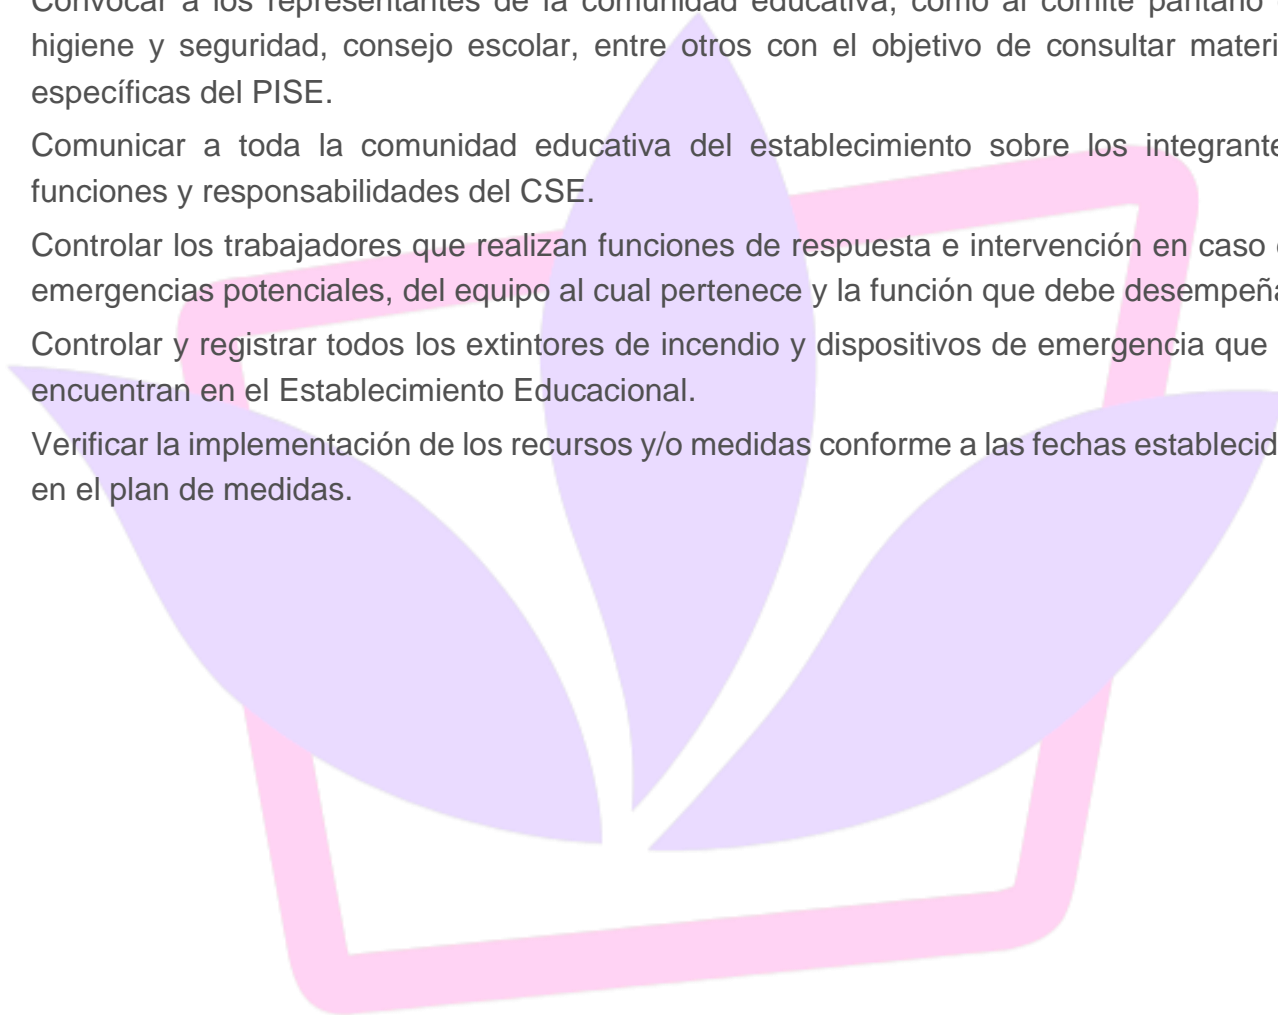 Convocar a los representantes de la comunidad educativa, como al comité paritario
higiene y seguridad, consejo escolar, entre otros con el objetivo de consultar materi
específicas del PISE.
Comunicar a toda la comunidad educativa del establecimiento sobre los integrante
funciones y responsabilidades del CSE.
Controlar los trabajadores que realizan funciones de respuesta e intervención en caso
emergencias potenciales, del equipo al cual pertenece y la función que debe desempeña
Controlar y registrar todos los extintores de incendio y dispositivos de emergencia que
encuentran en el Establecimiento Educacional.
Verificar la implementación de los recursos y/o medidas conforme a las fechas establecid
en el plan de medidas.